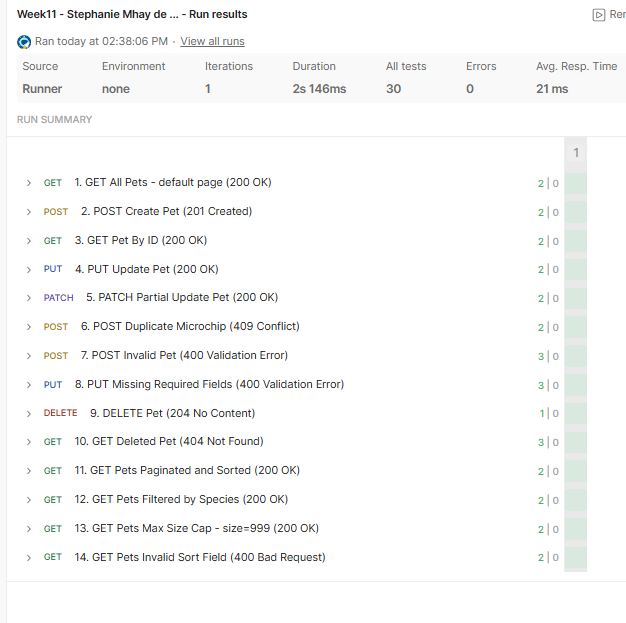 Week11 - Stephanie Mhay de ... - Run results
Ran today at 02:38:06 PM · View all runs
Source Environment Iterations Duration All tests Errors Avg. Resp. Time
Runner none 1 2s 146ms 30 0 21 ms
RUN SUMMARY
1
GET 1. GET All Pets - default page (200 OK) 2 | 0
POST 2. POST Create Pet (201 Created) 2 | 0
GET 3. GET Pet By ID (200 OK) 2 | 0
PUT 4. PUT Update Pet (200 OK) 2 | 0
PATCH 5. PATCH Partial Update Pet (200 OK) 2 | 0
POST 6. POST Duplicate Microchip (409 Conflict) 2 | 0
POST 7. POST Invalid Pet (400 Validation Error) 3 | 0
PUT 8. PUT Missing Required Fields (400 Validation Error) 3 | 0
DELETE 9. DELETE Pet (204 No Content) 1 | 0
GET 10. GET Deleted Pet (404 Not Found) 3 | 0
GET 11. GET Pets Paginated and Sorted (200 OK) 2 | 0
GET 12. GET Pets Filtered by Species (200 OK) 2 | 0
GET 13. GET Pets Max Size Cap - size=999 (200 OK) 2 | 0
GET 14. GET Pets Invalid Sort Field (400 Bad Request) 2 | 0